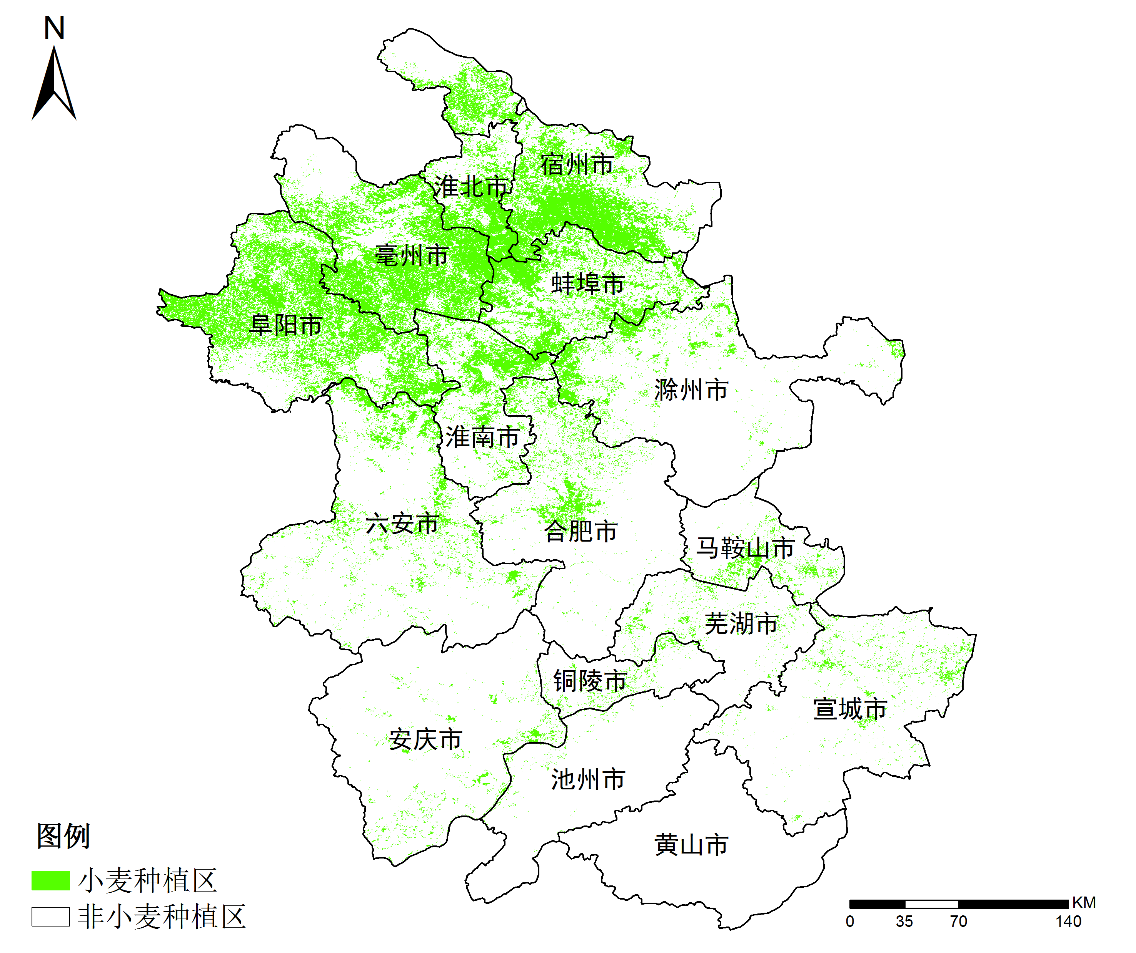 N
宿州市
淮北市
毫州市
蚌埠市
阜阳市
滁州市
淮南市
六安市
合肥市
马鞍山市
芜湖市
铜陵市
宣城市
安庆市
池州市
黄山市
图例
小麦种植区
非小麦种植区
KM
0 35 70 140